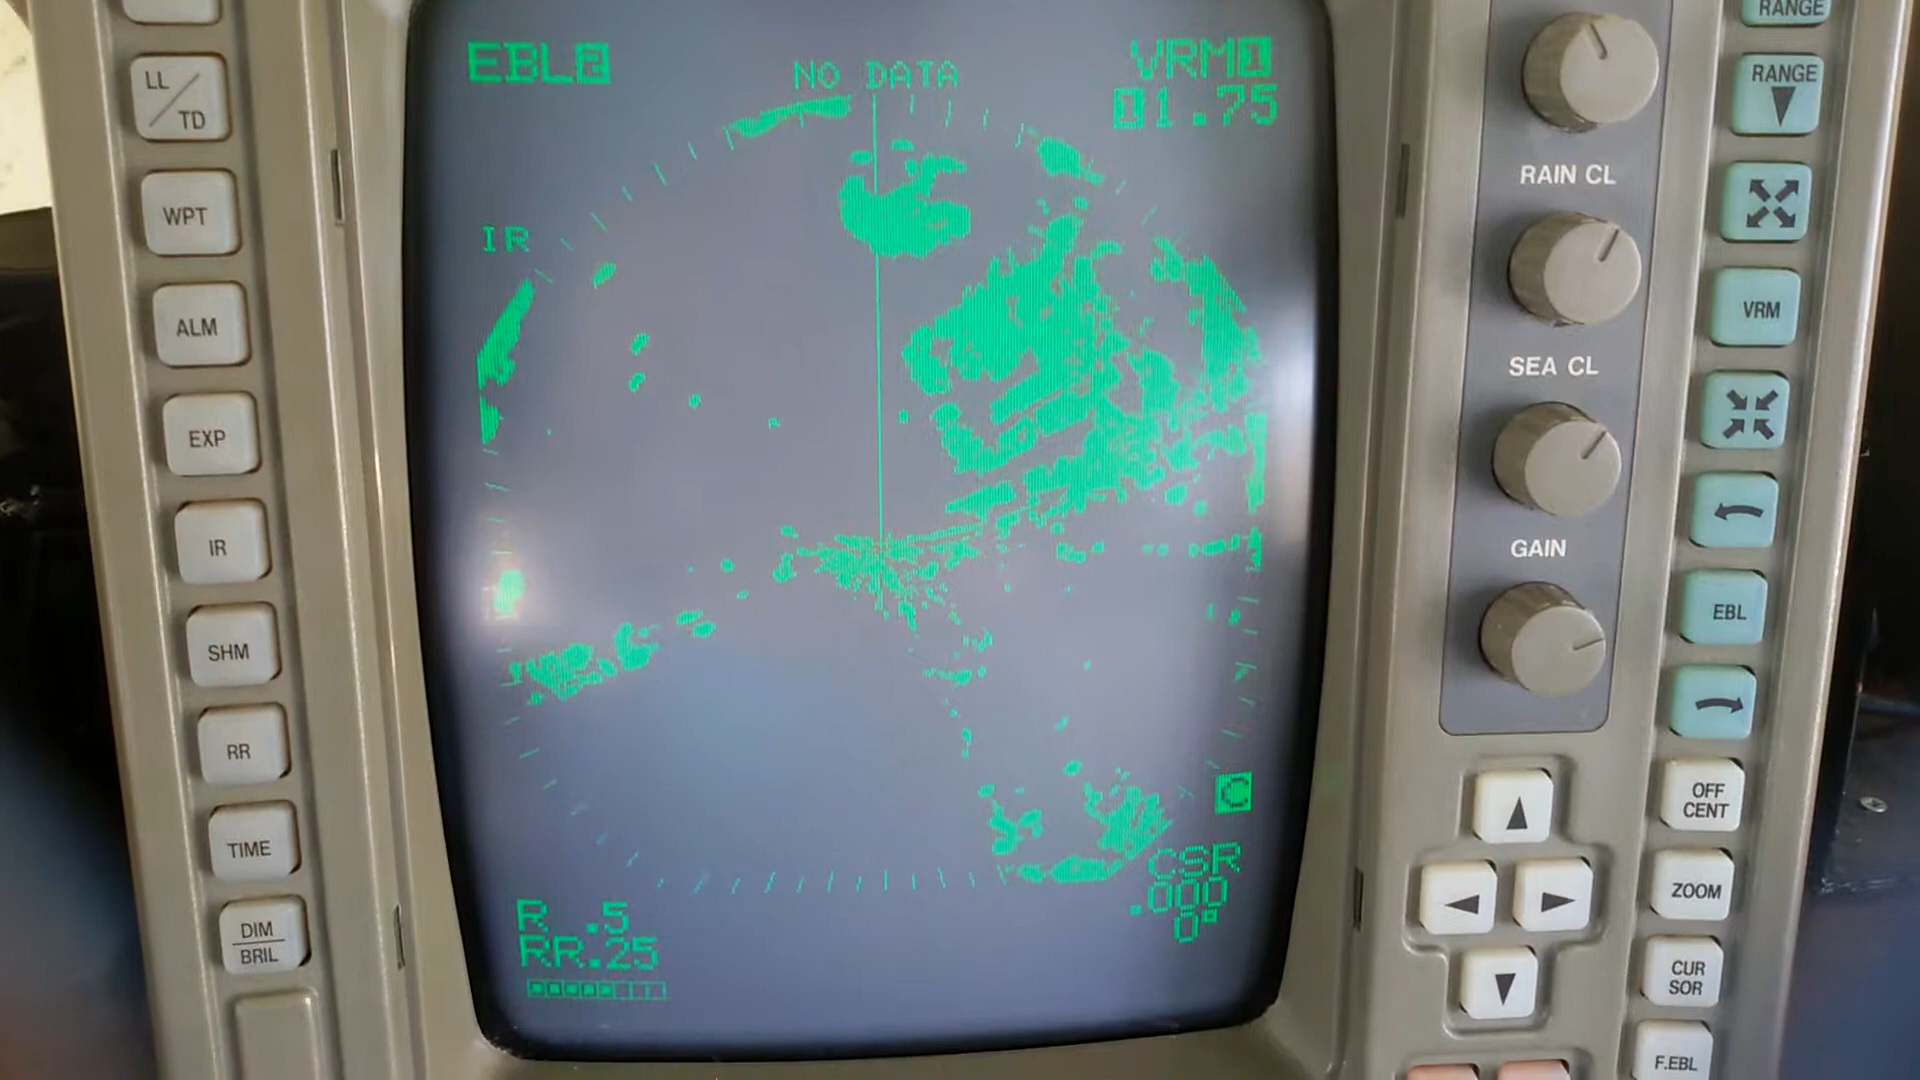 LL
TD
WPT
ALM
EXP
IR
SHM
RR
TIME
DIM
BRIL
EBL2
NO DATA
VRM1
1 1.75
IR
C
CSR
.000
0°
R .5
RR.25
RAIN CL
SEA CL
GAIN
RANGE
RANGE
VRM
EBL
OFF
CENT
ZOOM
CUR
SOR
F.EBL